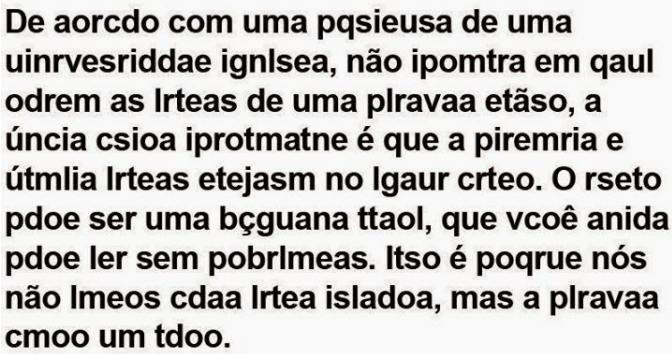 De aorcdo com uma pqsieusa de uma
uinrvesriddae ignlsea, não ipomtra em qaul
odrem as lrteas de uma plravaa etãso, a
úncia csioa iprotmatne é que a piremria e
útmlia lrteas etejasm no lgaur crteo. O rseto
pdoe ser uma bçguana ttaol, que vcoê anida
pdoe ler sem pobrlmeas. Itso é poqrue nós
não lmeos cdaa lrtea isladoa, mas a plravaa
cmoo um tdoo.